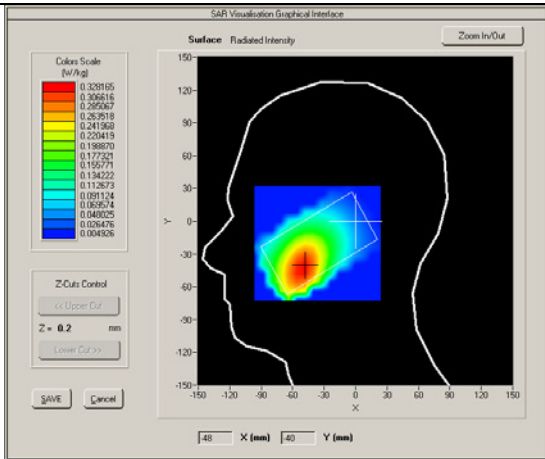 SAR Visualisation Graphical Interface
Surface Radiated Intensity
Zoom In/Out
Colors Scale
(W/kg)
0.328165
0.306616
0.285067
0.263518
0.241968
0.220419
0.198870
0.177321
0.155771
0.134222
0.112673
0.091124
0.069574
0.048025
0.026476
0.004926
Z-Cuts Control
<< Upper Cut
Z = 0.2 mm
Lower Cut >>
SAVE Cancel
Y
150
120
90
60
30
0
-30
-60
-90
-120
-150
-150 -120 -90 -60 -30 0 30 60 90 120 150
X
-48 X (mm) -40 Y (mm)